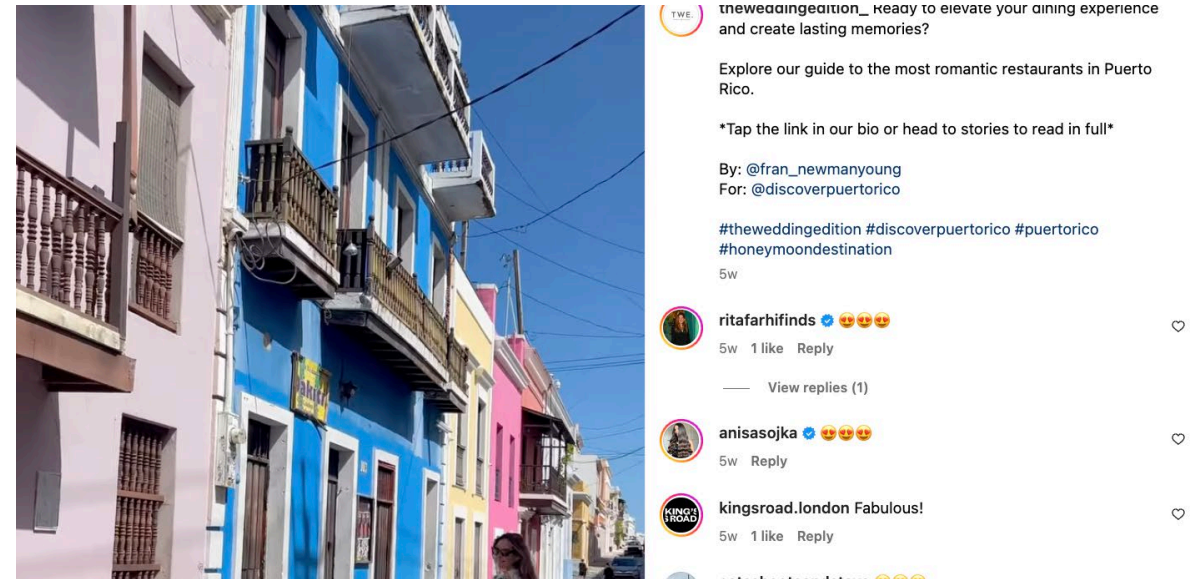 theweddingedition_ Ready to elevate your dining experience
and create lasting memories?
Explore our guide to the most romantic restaurants in Puerto
Rico.
*Tap the link in our bio or head to stories to read in full*
By: @fran_newmanyoung
For: @discoverpuertorico
#theweddingedition #discoverpuertorico #puertorico
#honeymoondestination
5w
ritafarhifinds 😍😍😍
5w 1 like Reply
View replies (1)
anisasojka 😍😍😍
5w Reply
kingsroad.london Fabulous!
5w 1 like Reply
TWE.
KING'S
ROAD